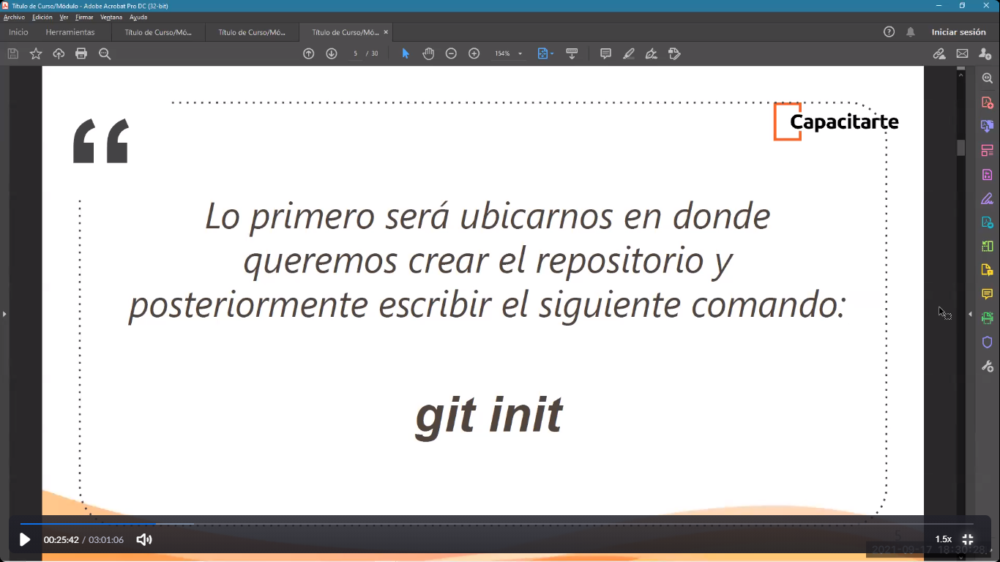 Título de Curso/Módulo - Adobe Acrobat Pro DC (32-bit)
Archivo Edición Ver Firmar Ventana Ayuda
Inicio Herramientas Título de Curso/Mó... Título de Curso/Mó... Título de Curso/Mó... × Iniciar sesión
5 / 30 154%
Capacitarte
Lo primero será ubicarnos en donde
queremos crear el repositorio y
posteriormente escribir el siguiente comando:
git init
5
00:25:42 / 03:01:06 1.5x
2021-09-17 18:30:28